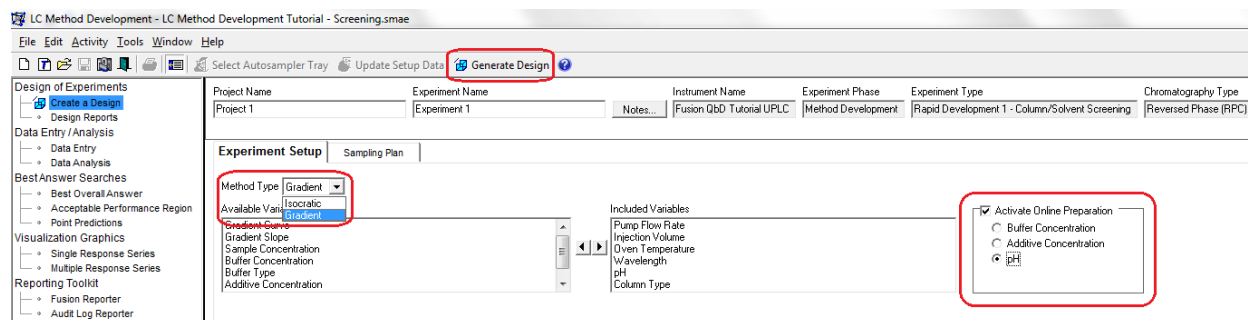 LC Method Development - LC Method Development Tutorial - Screening.smae
File Edit Activity Tools Window Help
Select Autosampler Tray Update Setup Data Generate Design
Design of Experiments
Create a Design
Design Reports
Data Entry / Analysis
Data Entry
Data Analysis
Best Answer Searches
Best Overall Answer
Acceptable Performance Region
Point Predictions
Visualization Graphics
Single Response Series
Multiple Response Series
Reporting Toolkit
Fusion Reporter
Audit Log Reporter
Project Name Experiment Name Instrument Name Experiment Phase Experiment Type Chromatography Type
Project 1 Experiment 1 Notes... Fusion QbD Tutorial UPLC Method Development Rapid Development 1 - Column/Solvent Screening Reversed Phase (RPC)
Experiment Setup Sampling Plan
Method Type Gradient
Isocratic
Gradient
Available
Gradient Curve
Gradient Slope
Sample Concentration
Buffer Concentration
Buffer Type
Additive Concentration
Included Variables
Pump Flow Rate
Injection Volume
Oven Temperature
Wavelength
pH
Column Type
Activate Online Preparation
Buffer Concentration
Additive Concentration
pH